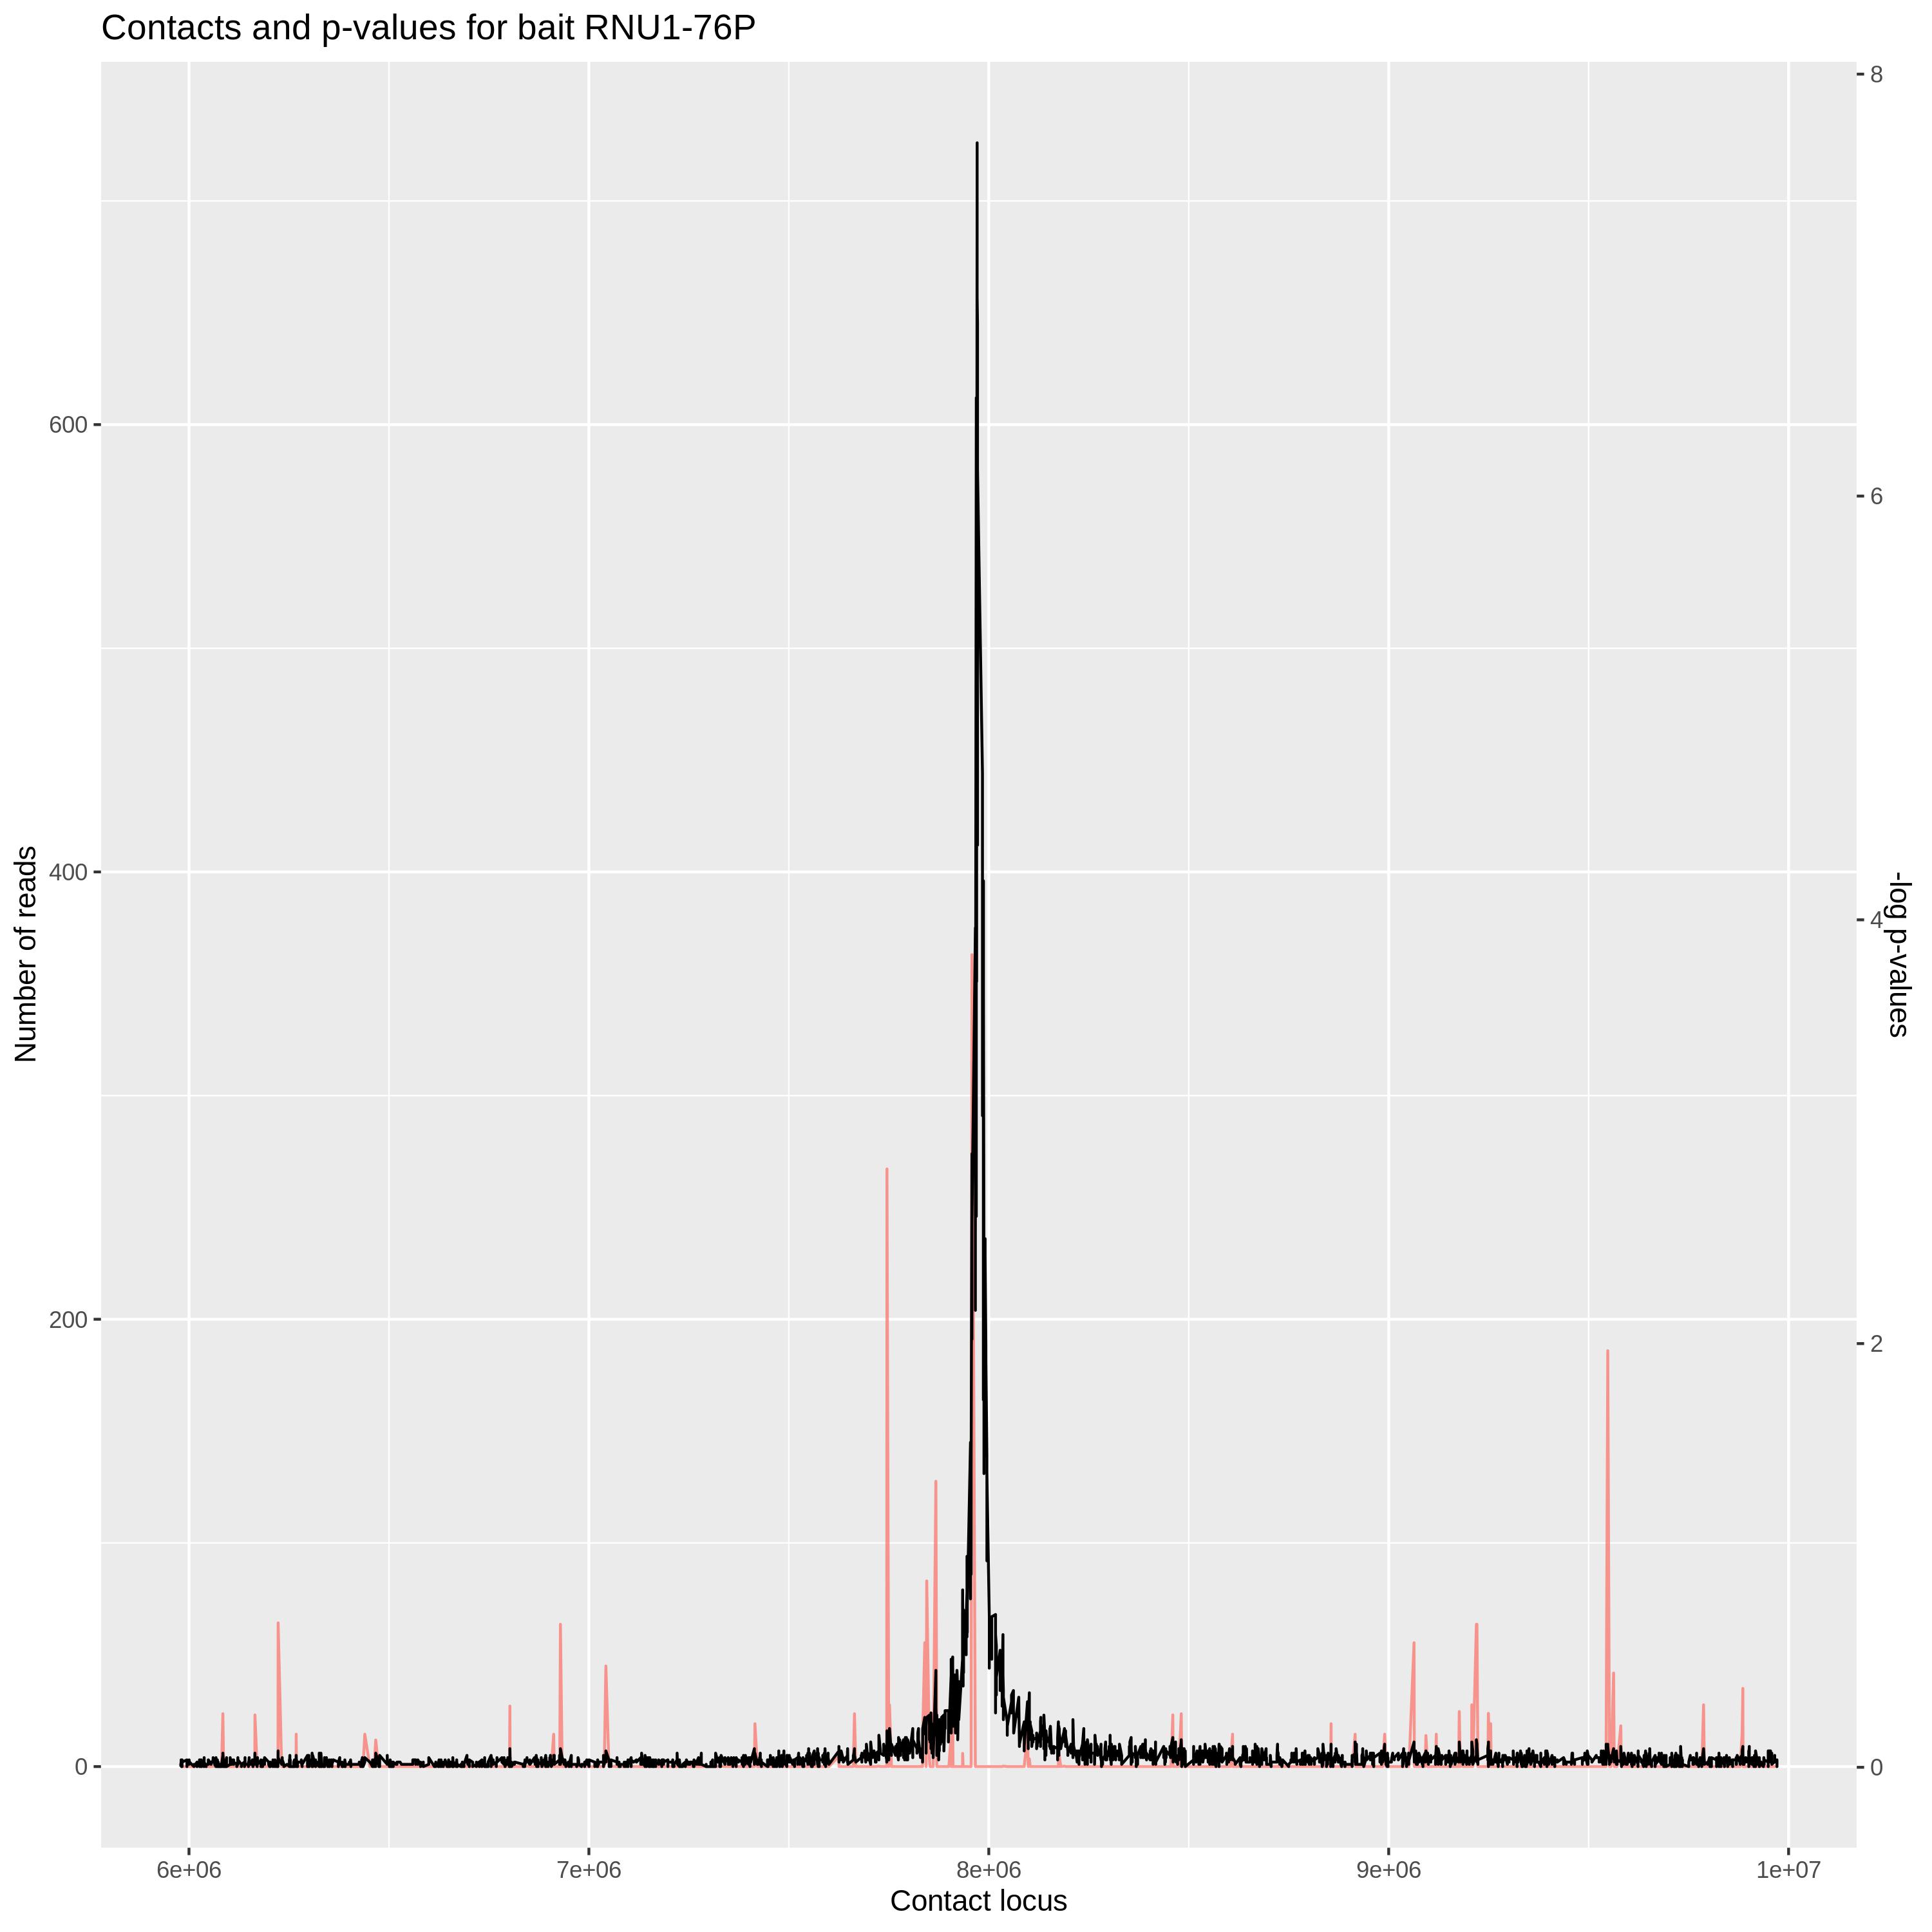 Contacts and p-values for bait RNU1-76P
8
600
6
400
4
Number of reads
-log p-values
200
2
0
0
6e+06
7e+06
8e+06
9e+06
1e+07
Contact locus